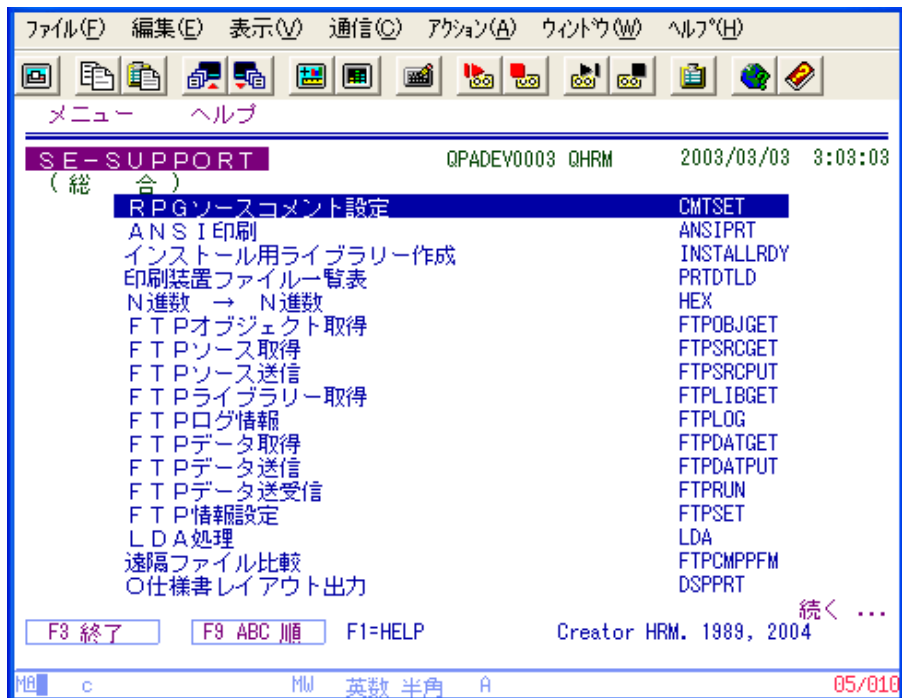 ファイル(F) 編集(E) 表示(V) 通信(C) アクション(A) ウィンドウ(W) ヘルプ(H)
メニュー ヘルプ
SE-SUPPORT QPADEV0003 QHRM 2003/03/03 3:03:03
(総 合)
RPGソースコメント設定 CMTSET
ANSI印刷 ANSIPRT
インストール用ライブラリー作成 INSTALLRDY
印刷装置ファイル一覧表 PRTDTLD
N進数 → N進数 HEX
FTPオブジェクト取得 FTPOBJGET
FTPソース取得 FTPSRCGET
FTPソース送信 FTPSRCPUT
FTPライブラリー取得 FTPLIBGET
FTPログ情報 FTPLOG
FTPデータ取得 FTPDATGET
FTPデータ送信 FTPDATPUT
FTPデータ送受信 FTPRUN
FTP情報設定 FTPSET
LDA処理 LDA
遠隔ファイル比較 FTPCMPPFM
O仕様書レイアウト出力 DSPPRT
続く ...
F3 終了 F9 ABC 順 F1=HELP Creator HRM. 1989, 2004
MA c MW 英数 半角 A 05/010